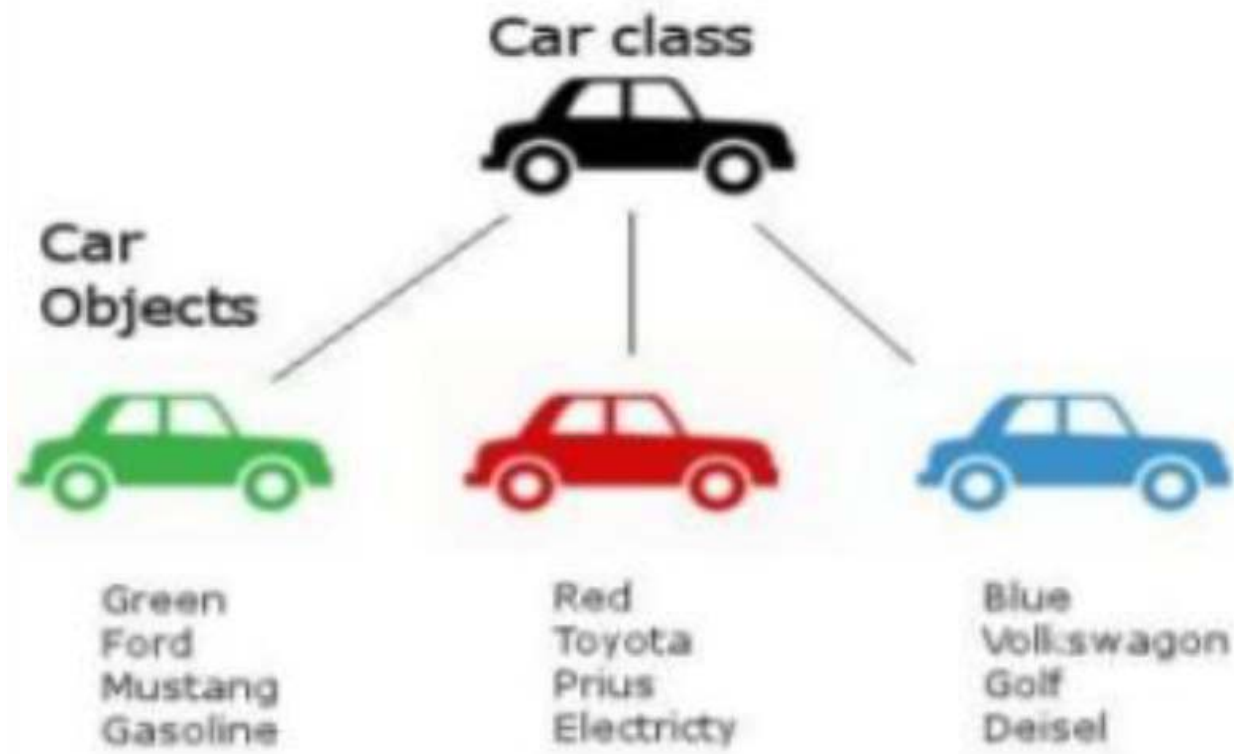 Car class
Car
Objects
Green
Ford
Mustang
Gasoline
Red
Toyota
Prius
Electricty
Blue
Volkswagon
Golf
Deisel